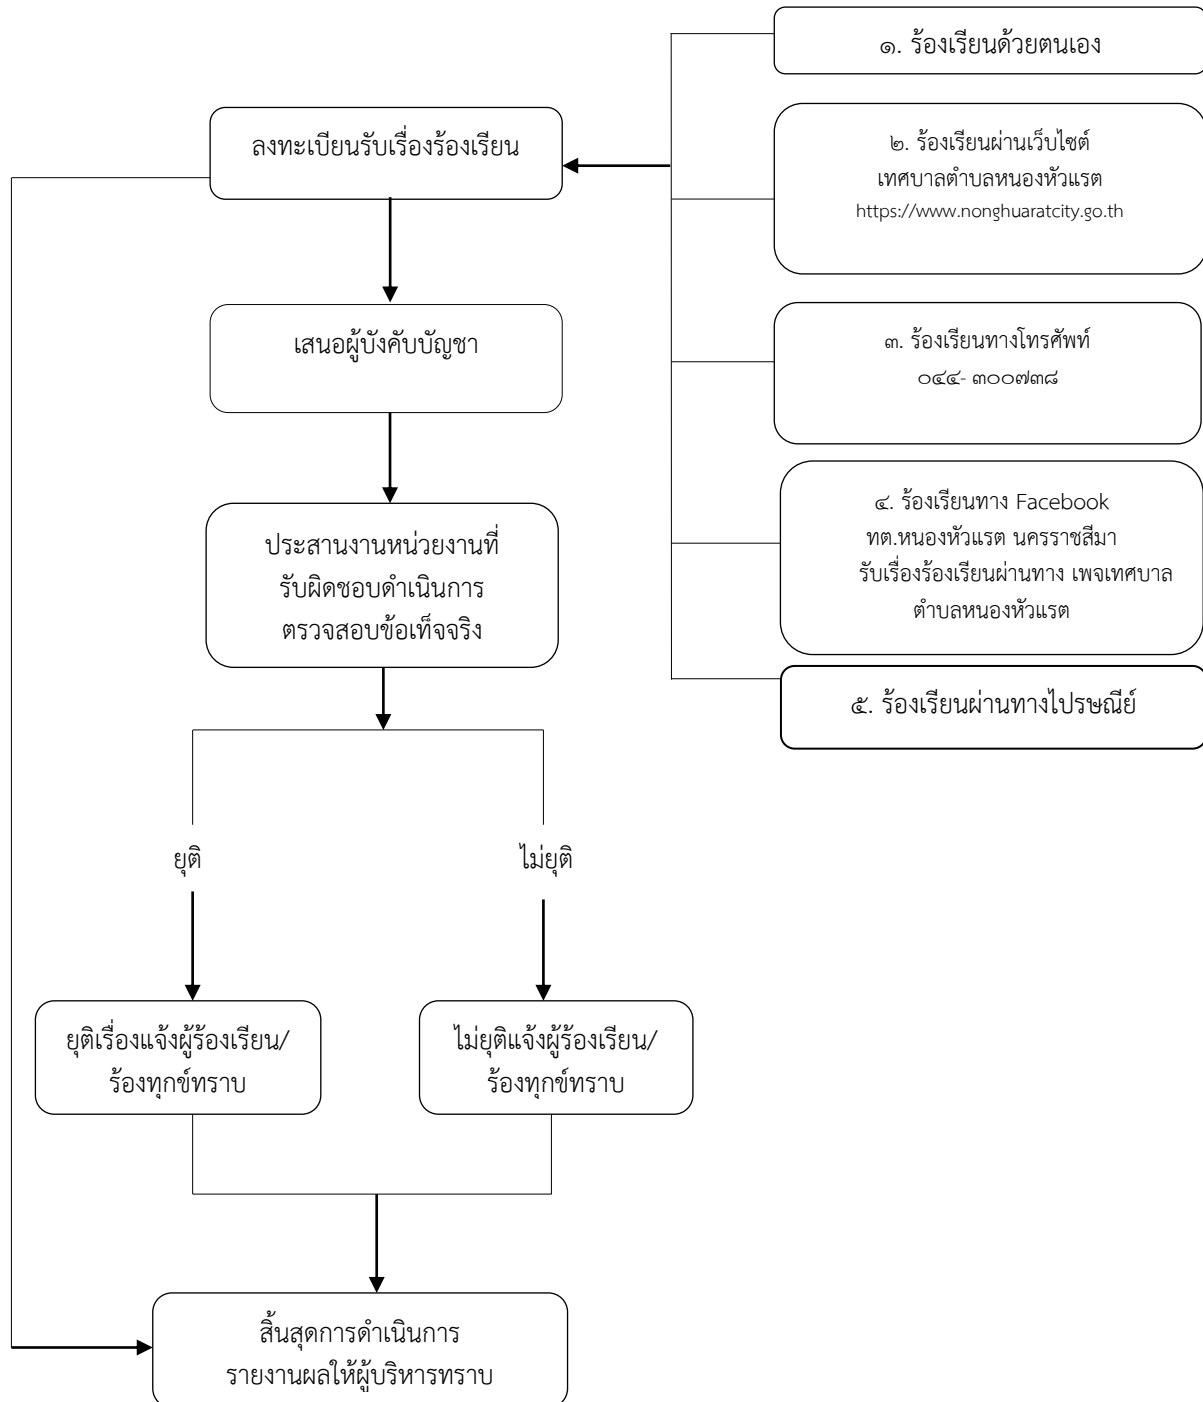 ๑. ร้องเรียนด้วยตนเอง
ลงทะเบียนรับเรื่องร้องเรียน
๒. ร้องเรียนผ่านเว็บไซต์
เทศบาลตำบลหนองหัวแรต
https://www.nonghuaratcity.go.th
เสนอผู้บังคับบัญชา
๓. ร้องเรียนทางโทรศัพท์
๐๔๔- ๓๐๐๗๓๘
๔. ร้องเรียนทาง Facebook
ทต.หนองหัวแรต นครราชสีมา
รับเรื่องร้องเรียนผ่านทาง เพจเทศบาล
ตำบลหนองหัวแรต
ประสานงานหน่วยงานที่
รับผิดชอบดำเนินการ
ตรวจสอบข้อเท็จจริง
๕. ร้องเรียนผ่านทางไปรษณีย์
ยุติ
ไม่ยุติ
ยุติเรื่องแจ้งผู้ร้องเรียน/
ร้องทุกข์ทราบ
ไม่ยุติแจ้งผู้ร้องเรียน/
ร้องทุกข์ทราบ
สิ้นสุดการดำเนินการ
รายงานผลให้ผู้บริหารทราบ